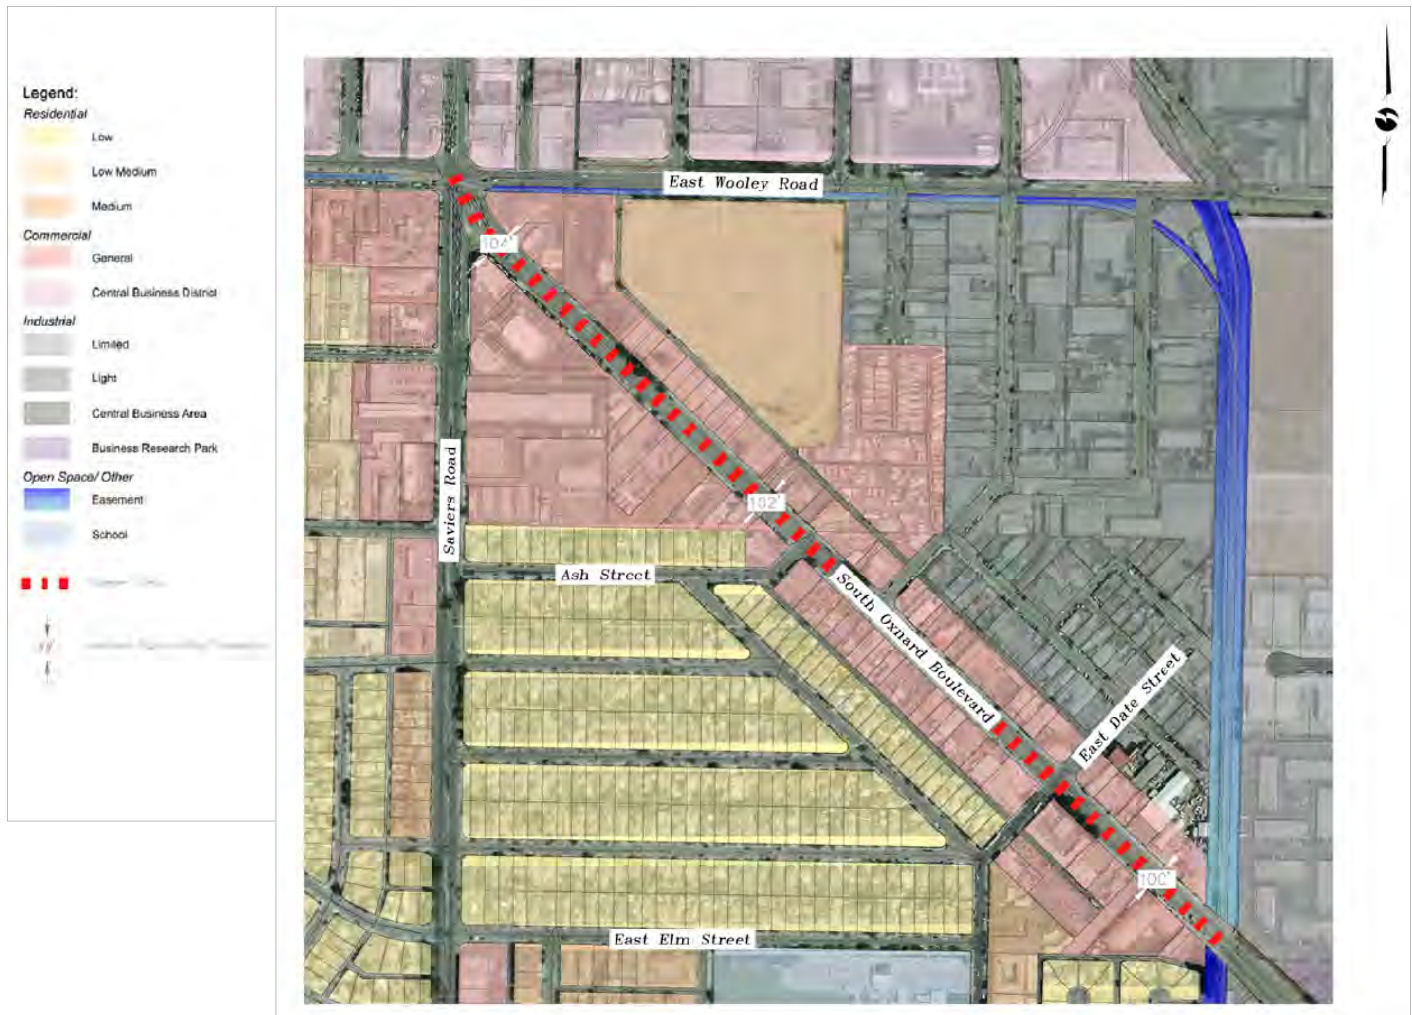 Legend:
Residential
Low
Low Medium
Medium
Commercial
General
Central Business District
Industrial
Limited
Light
Central Business Area
Business Research Park
Open Space/ Other
Easement
School
East Wooley Road
104'
Saviers Road
102'
Ash Street
South Oxnard Boulevard
East Date Street
100'
East Elm Street